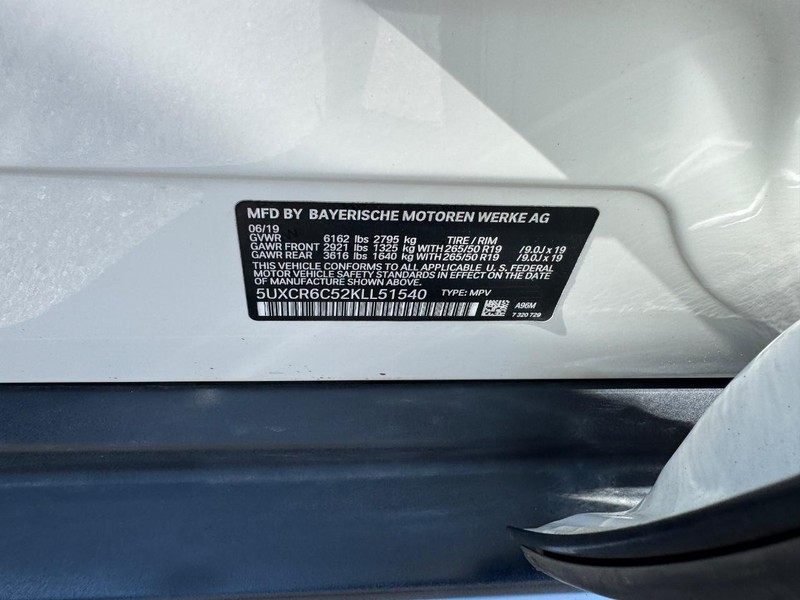 MFD BY BAYERISCHE MOTOREN WERKE AG
06/19
GVWR 6162 lbs 2795 kg TIRE / RIM
GAWR FRONT 2921 lbs 1325 kg WITH 265/50 R19 / 9.0J x 19
GAWR REAR 3616 lbs 1640 kg WITH 265/50 R19 / 9.0J x 19
THIS VEHICLE CONFORMS TO ALL APPLICABLE U. S. FEDERAL
MOTOR VEHICLE SAFETY STANDARDS IN EFFECT ON THE DATE
OF MANUFACTURE SHOWN ABOVE.
5UXCR6C52KLL51540 TYPE: MPV
A96M
7 320 729